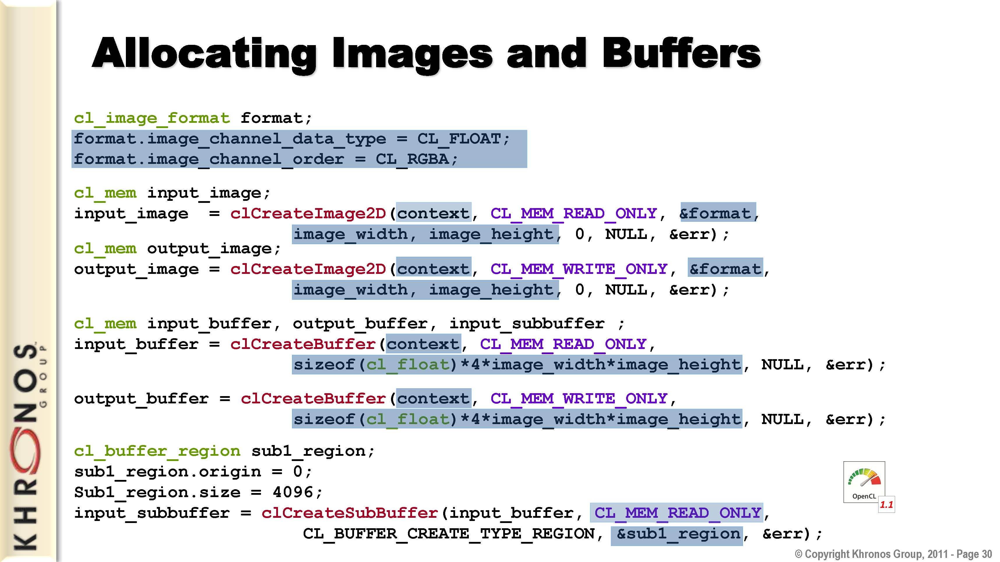 Allocating Images and Buffers
cl_image_format format;
format.image_channel_data_type = CL_FLOAT;
format.image_channel_order = CL_RGBA;
cl_mem input_image;
input_image  = clCreateImage2D(context, CL_MEM_READ_ONLY, &format,
image_width, image_height, 0, NULL, &err);
cl_mem output_image;
output_image = clCreateImage2D(context, CL_MEM_WRITE_ONLY, &format,
image_width, image_height, 0, NULL, &err);
cl_mem input_buffer, output_buffer, input_subbuffer ;
input_buffer = clCreateBuffer(context, CL_MEM_READ_ONLY,
sizeof(cl_float)*4*image_width*image_height, NULL, &err);
output_buffer = clCreateBuffer(context, CL_MEM_WRITE_ONLY,
sizeof(cl_float)*4*image_width*image_height, NULL, &err);
cl_buffer_region sub1_region;
sub1_region.origin = 0;
Sub1_region.size = 4096;
input_subbuffer = clCreateSubBuffer(input_buffer, CL_MEM_READ_ONLY,
CL_BUFFER_CREATE_TYPE_REGION, &sub1_region, &err);
OpenCL
1.1
KHRONOS™
GROUP
© Copyright Khronos Group, 2011 - Page 30